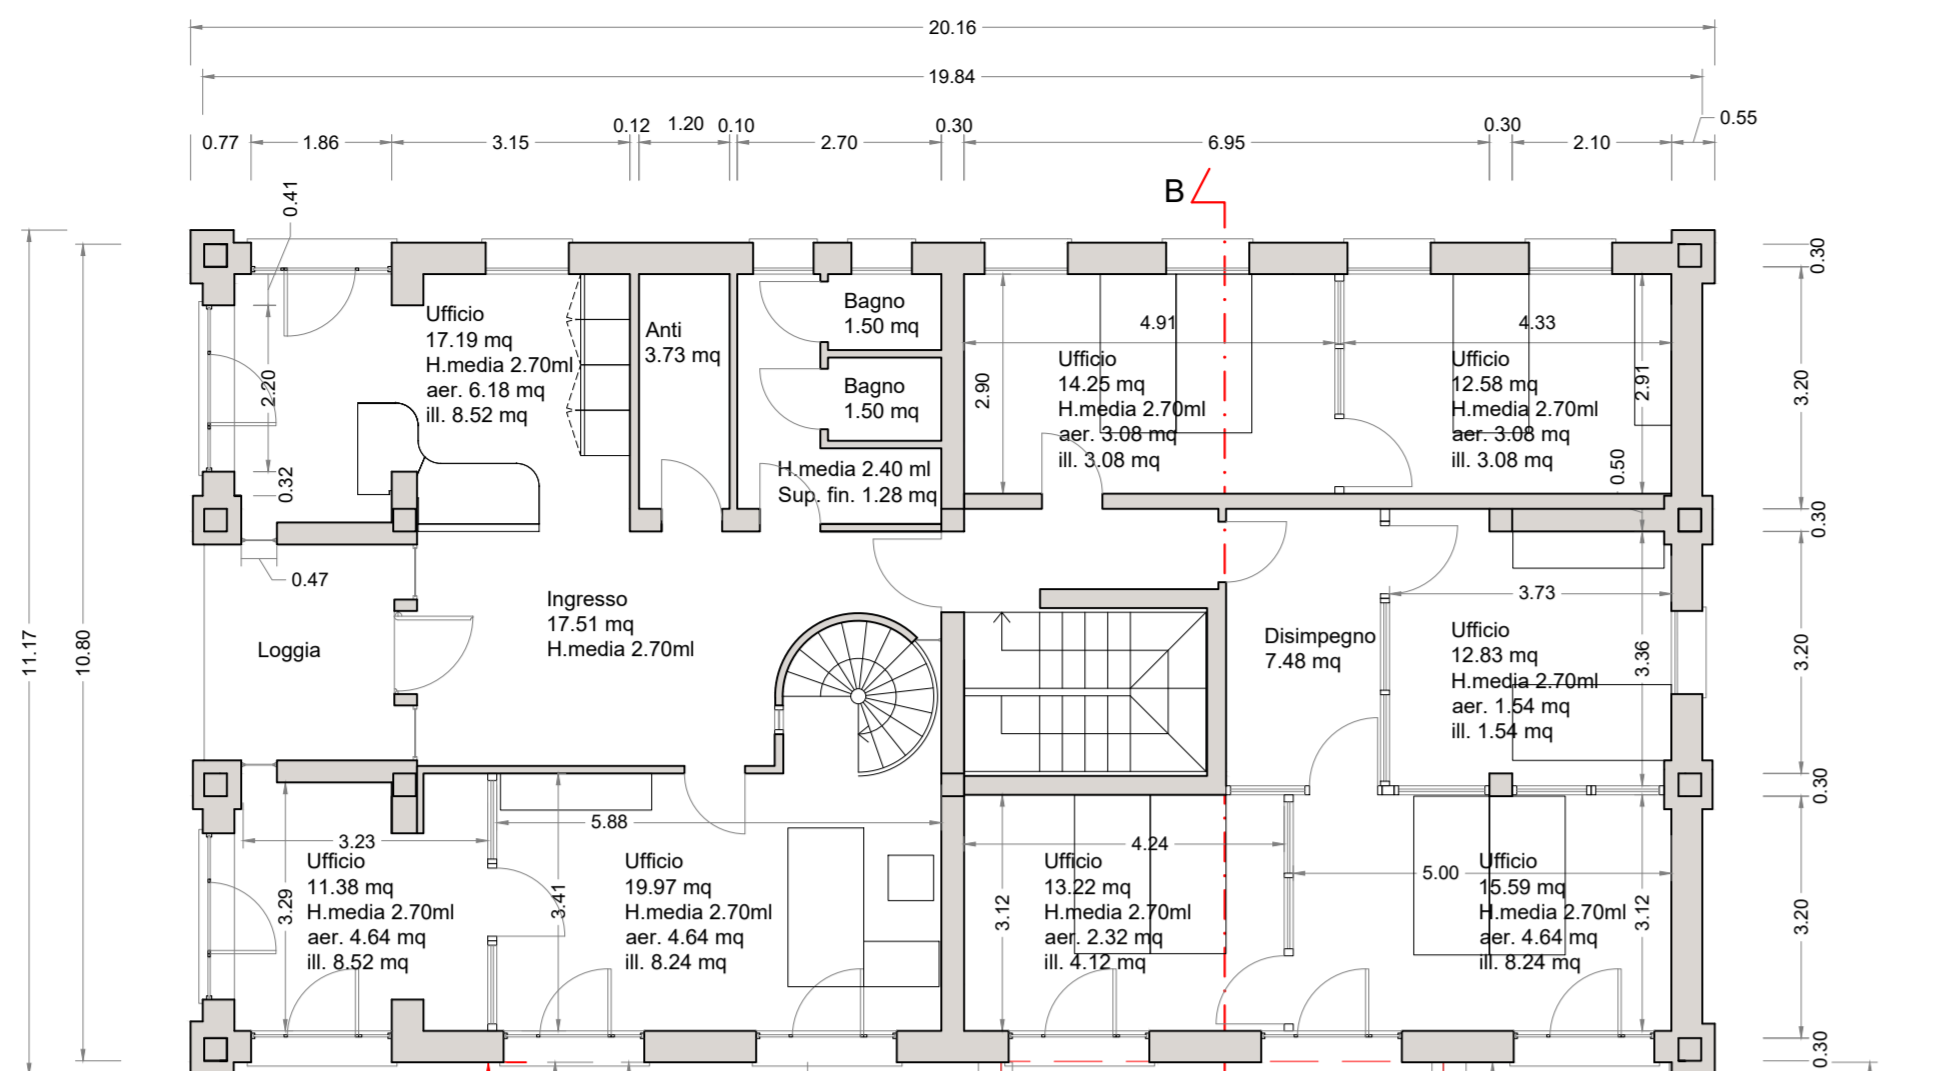 20.16
19.84
0.77
1.86
3.15
0.12
1.20
0.10
2.70
0.30
6.95
0.30
2.10
0.55
B
0.41
2.20
0.32
0.47
11.17
10.80
Ufficio
17.19 mq
H.media 2.70ml
aer. 6.18 mq
ill. 8.52 mq
Anti
3.73 mq
Bagno
1.50 mq
Bagno
1.50 mq
H.media 2.40 ml
Sup. fin. 1.28 mq
4.91
2.90
Ufficio
14.25 mq
H.media 2.70ml
aer. 3.08 mq
ill. 3.08 mq
4.33
2.91
0.50
Ufficio
12.58 mq
H.media 2.70ml
aer. 3.08 mq
ill. 3.08 mq
0.30
3.20
0.30
3.20
0.30
3.20
0.30
Loggia
Ingresso
17.51 mq
H.media 2.70ml
Disimpegno
7.48 mq
3.73
3.36
Ufficio
12.83 mq
H.media 2.70ml
aer. 1.54 mq
ill. 1.54 mq
3.23
3.29
Ufficio
11.38 mq
H.media 2.70ml
aer. 4.64 mq
ill. 8.52 mq
5.88
3.41
Ufficio
19.97 mq
H.media 2.70ml
aer. 4.64 mq
ill. 8.24 mq
4.24
3.12
Ufficio
13.22 mq
H.media 2.70ml
aer. 2.32 mq
ill. 4.12 mq
5.00
3.12
Ufficio
15.59 mq
H.media 2.70ml
aer. 4.64 mq
ill. 8.24 mq